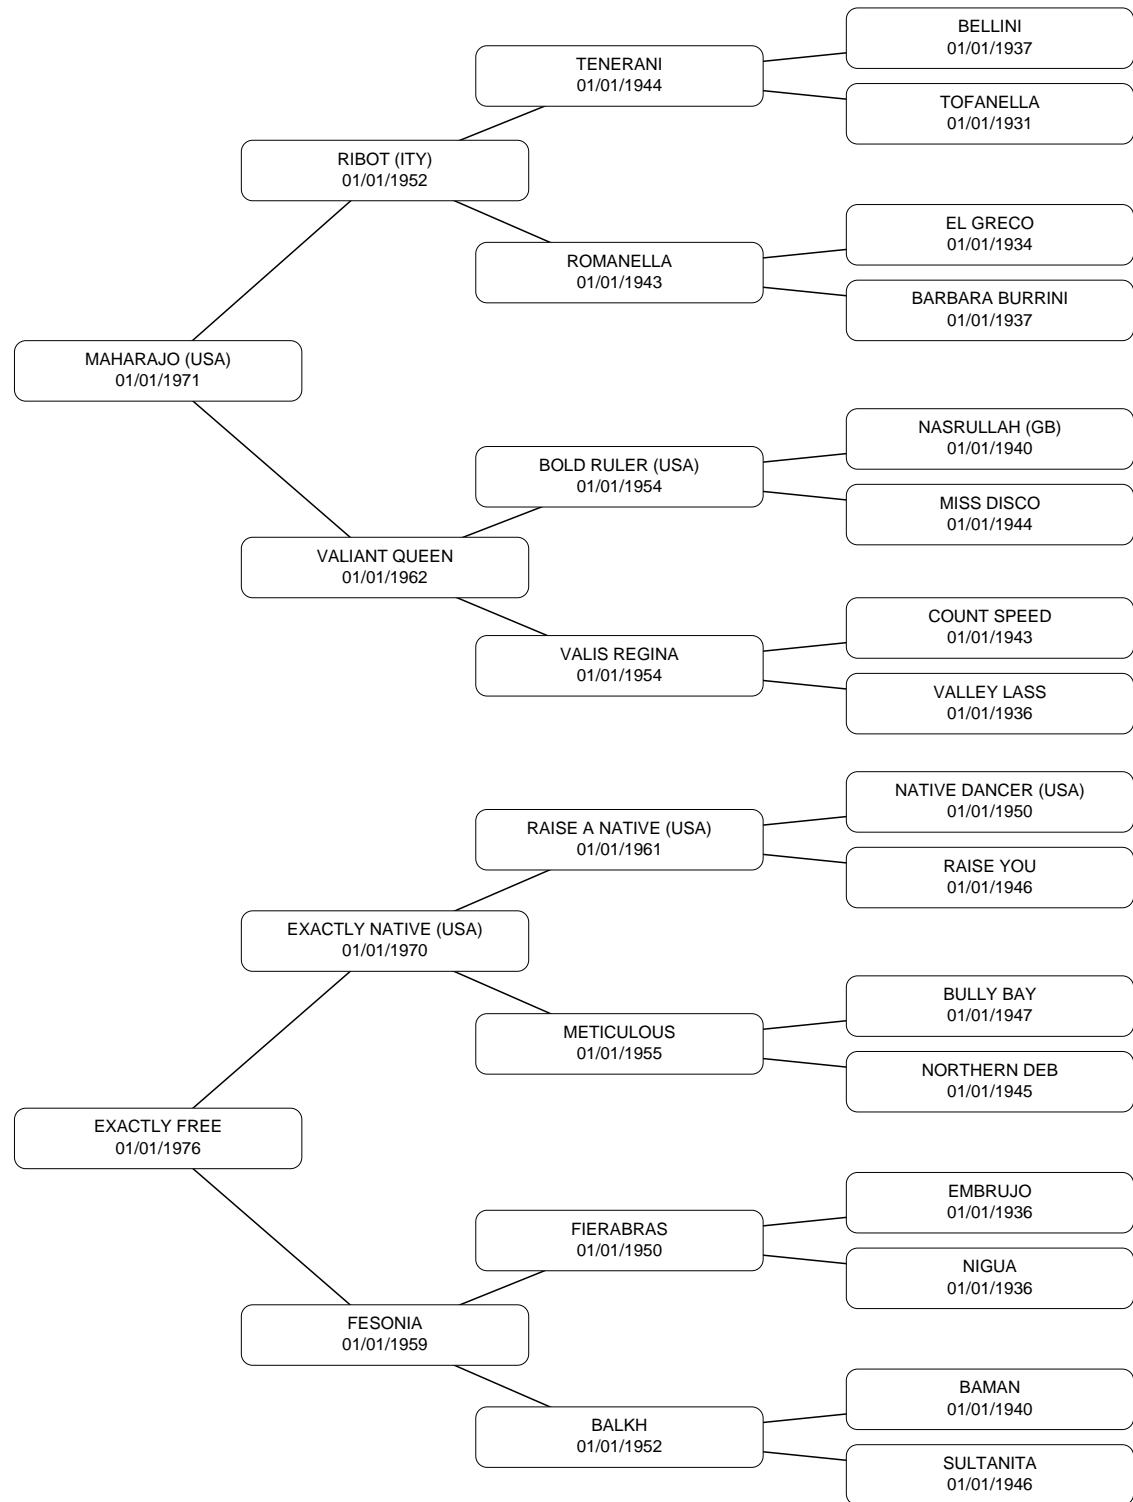 BELLINI
01/01/1937
TENERANI
01/01/1944
TOFANELLA
01/01/1931
RIBOT (ITY)
01/01/1952
EL GRECO
01/01/1934
ROMANELLA
01/01/1943
BARBARA BURRINI
01/01/1937
MAHARAJO (USA)
01/01/1971
NASRULLAH (GB)
01/01/1940
BOLD RULER (USA)
01/01/1954
MISS DISCO
01/01/1944
VALIANT QUEEN
01/01/1962
COUNT SPEED
01/01/1943
VALIS REGINA
01/01/1954
VALLEY LASS
01/01/1936
NATIVE DANCER (USA)
01/01/1950
RAISE A NATIVE (USA)
01/01/1961
RAISE YOU
01/01/1946
EXACTLY NATIVE (USA)
01/01/1970
BULLY BAY
01/01/1947
METICULOUS
01/01/1955
NORTHERN DEB
01/01/1945
EXACTLY FREE
01/01/1976
EMBRUJO
01/01/1936
FIERABRAS
01/01/1950
NIGUA
01/01/1936
FESONIA
01/01/1959
BAMAN
01/01/1940
BALKH
01/01/1952
SULTANITA
01/01/1946